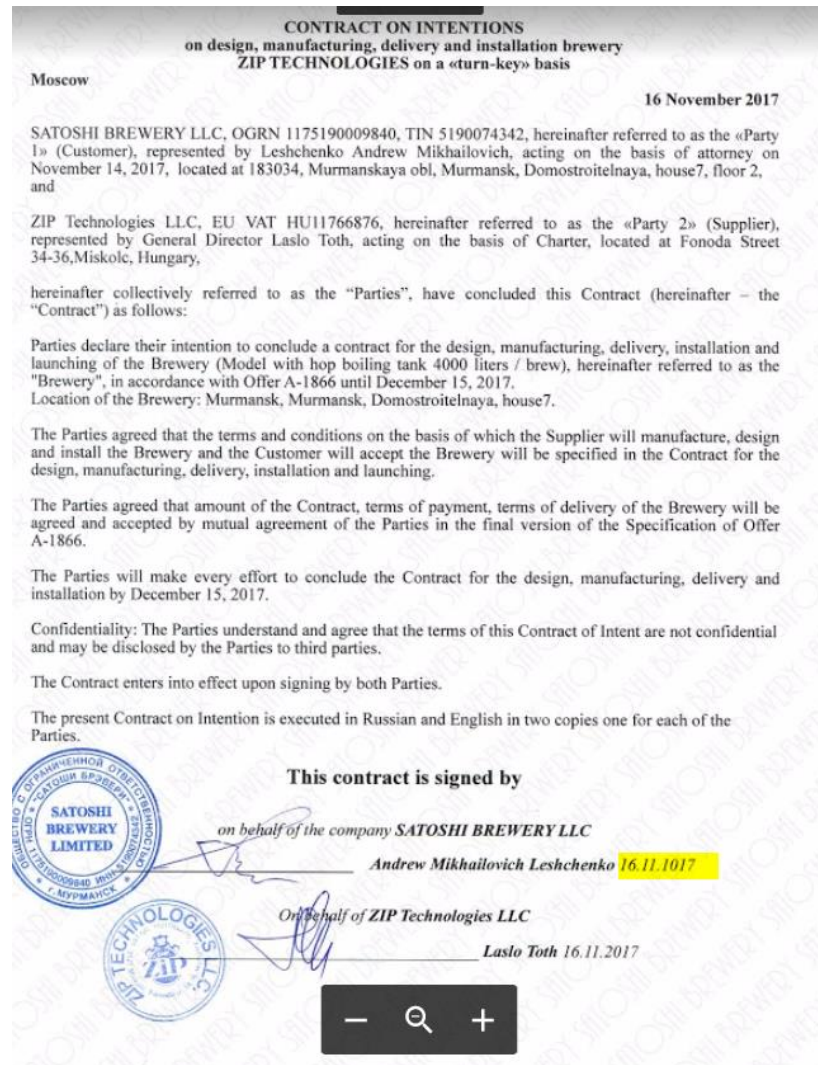 CONTRACT ON INTENTIONS
on design, manufacturing, delivery and installation brewery
ZIP TECHNOLOGIES on a «turn-key» basis
Moscow
16 November 2017
SATOSHI BREWERY LLC, OGRN 1175190009840, TIN 5190074342, hereinafter referred to as the «Party
1» (Customer), represented by Leshchenko Andrew Mikhailovich, acting on the basis of attorney on
November 14, 2017, located at 183034, Murmanskaya obl, Murmansk, Domostroitelnaya, house7, floor 2,
and
ZIP Technologies LLC, EU VAT HU11766876, hereinafter referred to as the «Party 2» (Supplier),
represented by General Director Laslo Toth, acting on the basis of Charter, located at Fonoda Street
34-36,Miskolc, Hungary,
hereinafter collectively referred to as the “Parties”, have concluded this Contract (hereinafter – the
“Contract”) as follows:
Parties declare their intention to conclude a contract for the design, manufacturing, delivery, installation and
launching of the Brewery (Model with hop boiling tank 4000 liters / brew), hereinafter referred to as the
"Brewery", in accordance with Offer A-1866 until December 15, 2017.
Location of the Brewery: Murmansk, Murmansk, Domostroitelnaya, house7.
The Parties agreed that the terms and conditions on the basis of which the Supplier will manufacture, design
and install the Brewery and the Customer will accept the Brewery will be specified in the Contract for the
design, manufacturing, delivery, installation and launching.
The Parties agreed that amount of the Contract, terms of payment, terms of delivery of the Brewery will be
agreed and accepted by mutual agreement of the Parties in the final version of the Specification of Offer
A-1866.
The Parties will make every effort to conclude the Contract for the design, manufacturing, delivery and
installation by December 15, 2017.
Confidentiality: The Parties understand and agree that the terms of this Contract of Intent are not confidential
and may be disclosed by the Parties to third parties.
The Contract enters into effect upon signing by both Parties.
The present Contract on Intention is executed in Russian and English in two copies one for each of the
Parties.
This contract is signed by
ОБЩЕСТВО С ОГРАНИЧЕННОЙ ОТВЕТСТВЕННОСТЬЮ
"САТОШИ БРЭВЕРИ"
SATOSHI
BREWERY
LIMITED
ОГРН 1175190009840 ИНН 5190074342
г.МУРМАНСК
on behalf of the company SATOSHI BREWERY LLC
Andrew Mikhailovich Leshchenko 16.11.1017
On behalf of ZIP Technologies LLC
Laslo Toth 16.11.2017
ZIP TECHNOLOGIES LLC.
ZIP